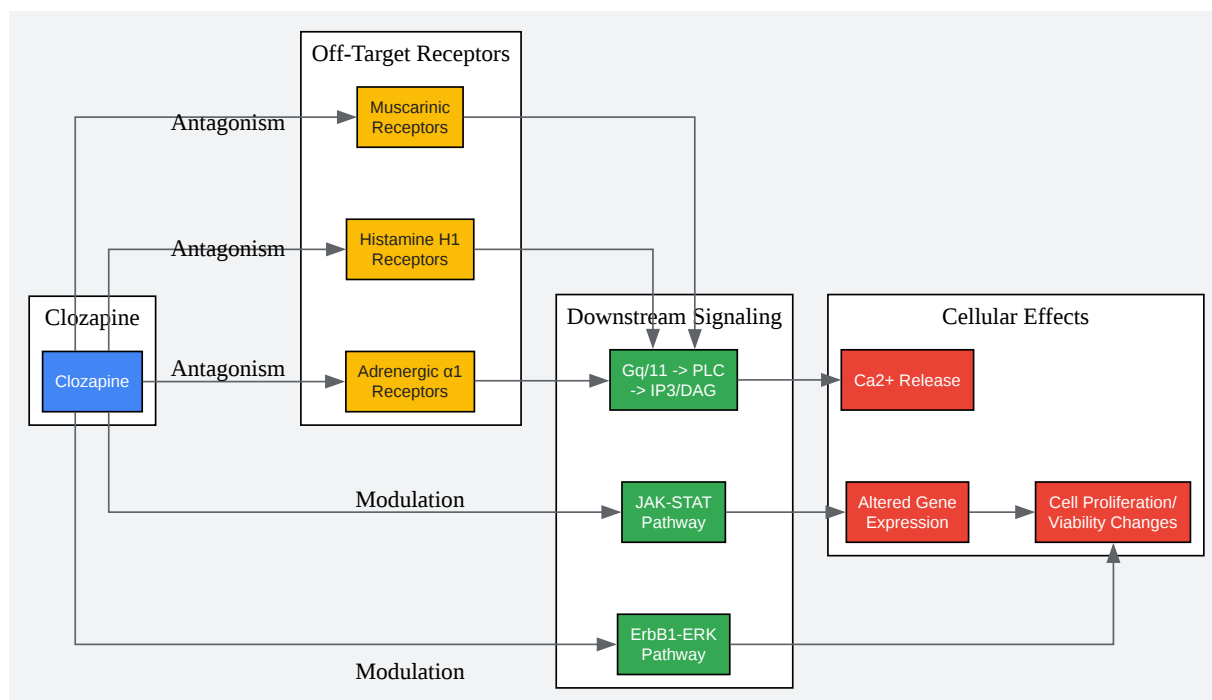 Off-Target Receptors
Muscarinic
Receptors
Antagonism
Histamine H1
Receptors
Antagonism
Clozapine
Clozapine
Antagonism
Adrenergic α1
Receptors
Downstream Signaling
Gq/11 -> PLC
-> IP3/DAG
Cellular Effects
Ca2+ Release
Modulation
JAK-STAT
Pathway
Altered Gene
Expression
Cell Proliferation/
Viability Changes
ErbB1-ERK
Pathway
Modulation